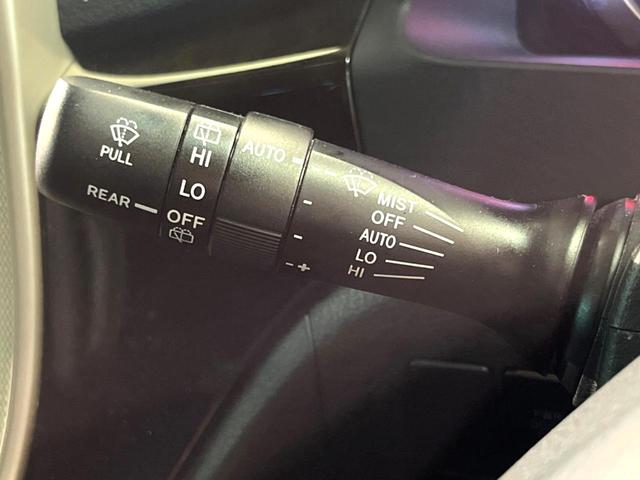 PULL
REAR
HI
LO
OFF
AUTO
- +
MIST
OFF
AUTO
LO
HI